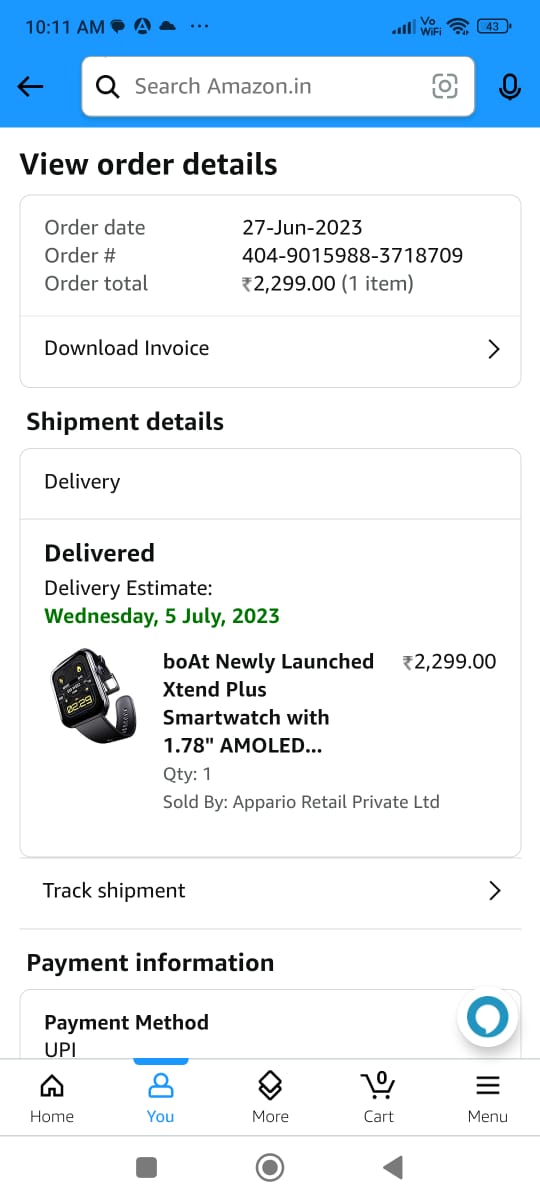 10:11 AM ...
Vo
WiFi
43
Search Amazon.in
View order details
Order date 27-Jun-2023
Order # 404-9015988-3718709
Order total ₹2,299.00 (1 item)
Download Invoice
Shipment details
Delivery
Delivered
Delivery Estimate:
Wednesday, 5 July, 2023
boAt Newly Launched ₹2,299.00
Xtend Plus
Smartwatch with
1.78" AMOLED...
Qty: 1
Sold By: Appario Retail Private Ltd
02:29
Track shipment
Payment information
Payment Method
UPI
0
Home You More Cart Menu